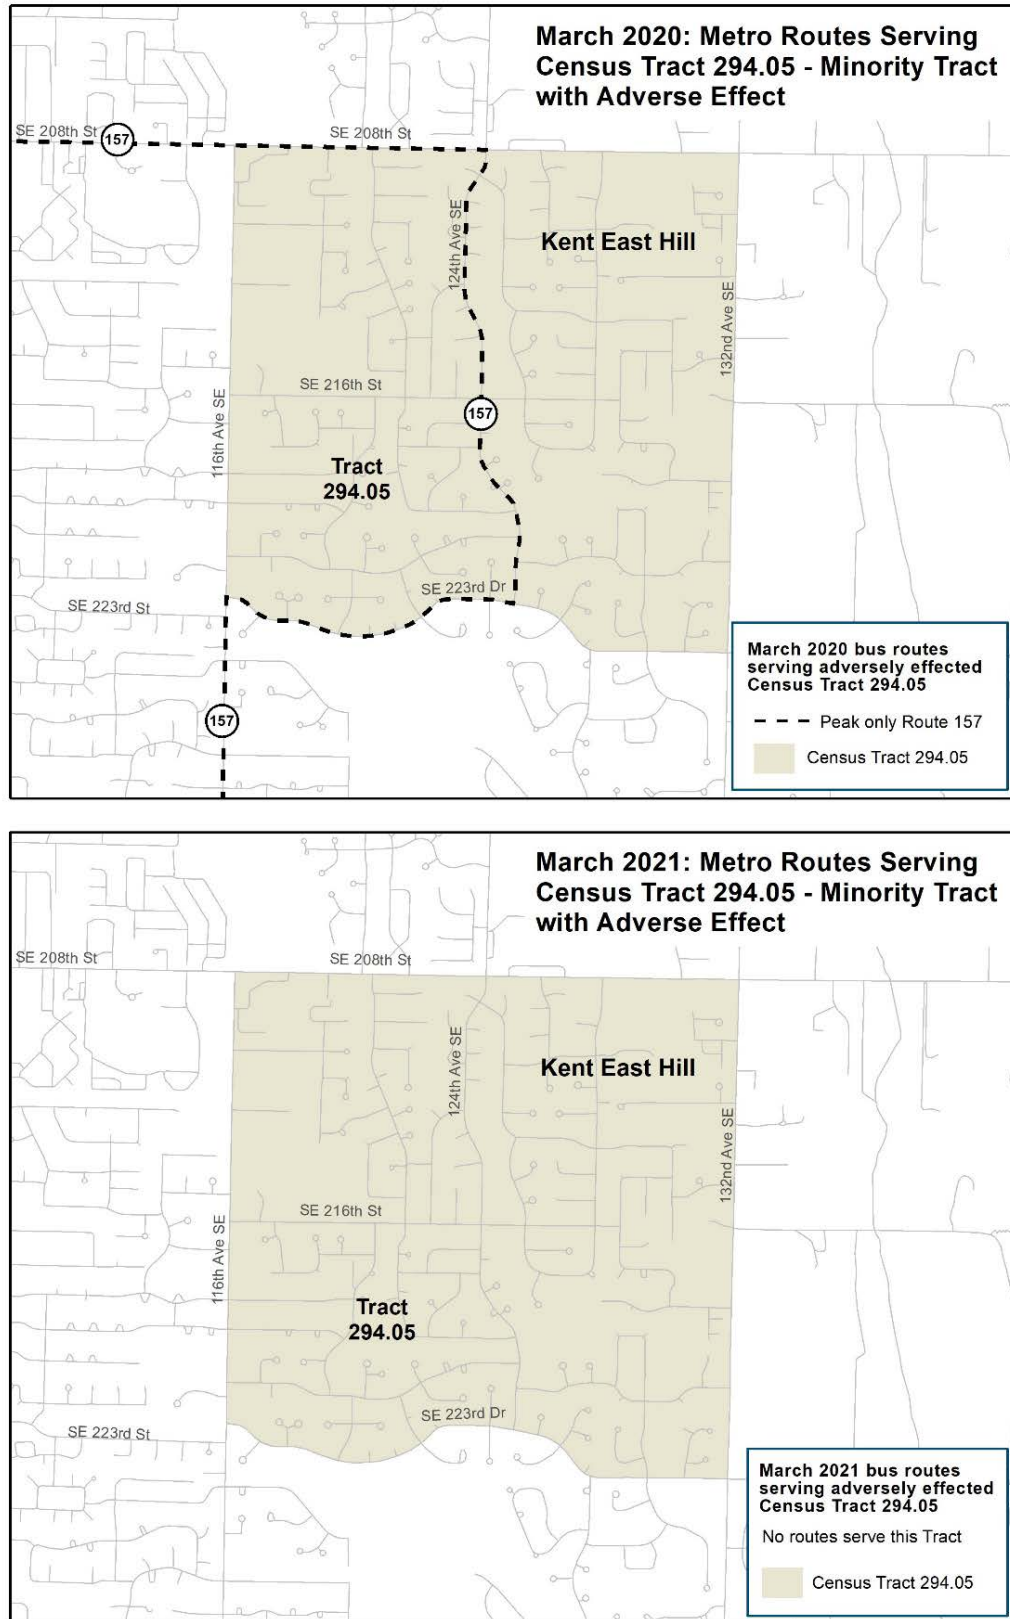 March 2020: Metro Routes Serving
Census Tract 294.05 - Minority Tract
with Adverse Effect
SE 208th St
157
SE 208th St
124th Ave SE
Kent East Hill
132nd Ave SE
SE 216th St
157
116th Ave SE
Tract
294.05
SE 223rd Dr
SE 223rd St
157
March 2020 bus routes
serving adversely effected
Census Tract 294.05
Peak only Route 157
Census Tract 294.05
March 2021: Metro Routes Serving
Census Tract 294.05 - Minority Tract
with Adverse Effect
SE 208th St
SE 208th St
124th Ave SE
Kent East Hill
132nd Ave SE
SE 216th St
116th Ave SE
Tract
294.05
SE 223rd Dr
SE 223rd St
March 2021 bus routes
serving adversely effected
Census Tract 294.05
No routes serve this Tract
Census Tract 294.05